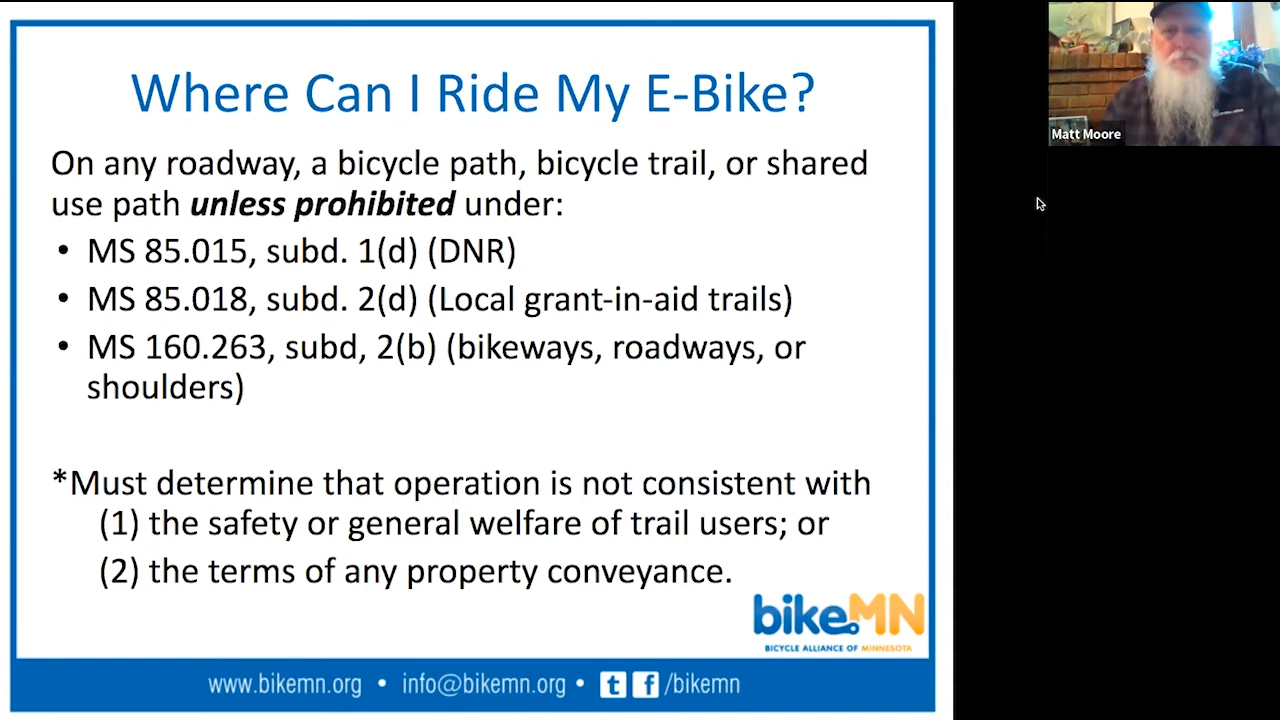 Where Can I Ride My E-Bike?
On any roadway, a bicycle path, bicycle trail, or shared
use path unless prohibited under:
• MS 85.015, subd. 1(d) (DNR)
• MS 85.018, subd. 2(d) (Local grant-in-aid trails)
• MS 160.263, subd, 2(b) (bikeways, roadways, or
shoulders)
*Must determine that operation is not consistent with
(1) the safety or general welfare of trail users; or
(2) the terms of any property conveyance.
bikeMN
BICYCLE ALLIANCE OF MINNESOTA
www.bikemn.org • info@bikemn.org • t f /bikemn
Matt Moore